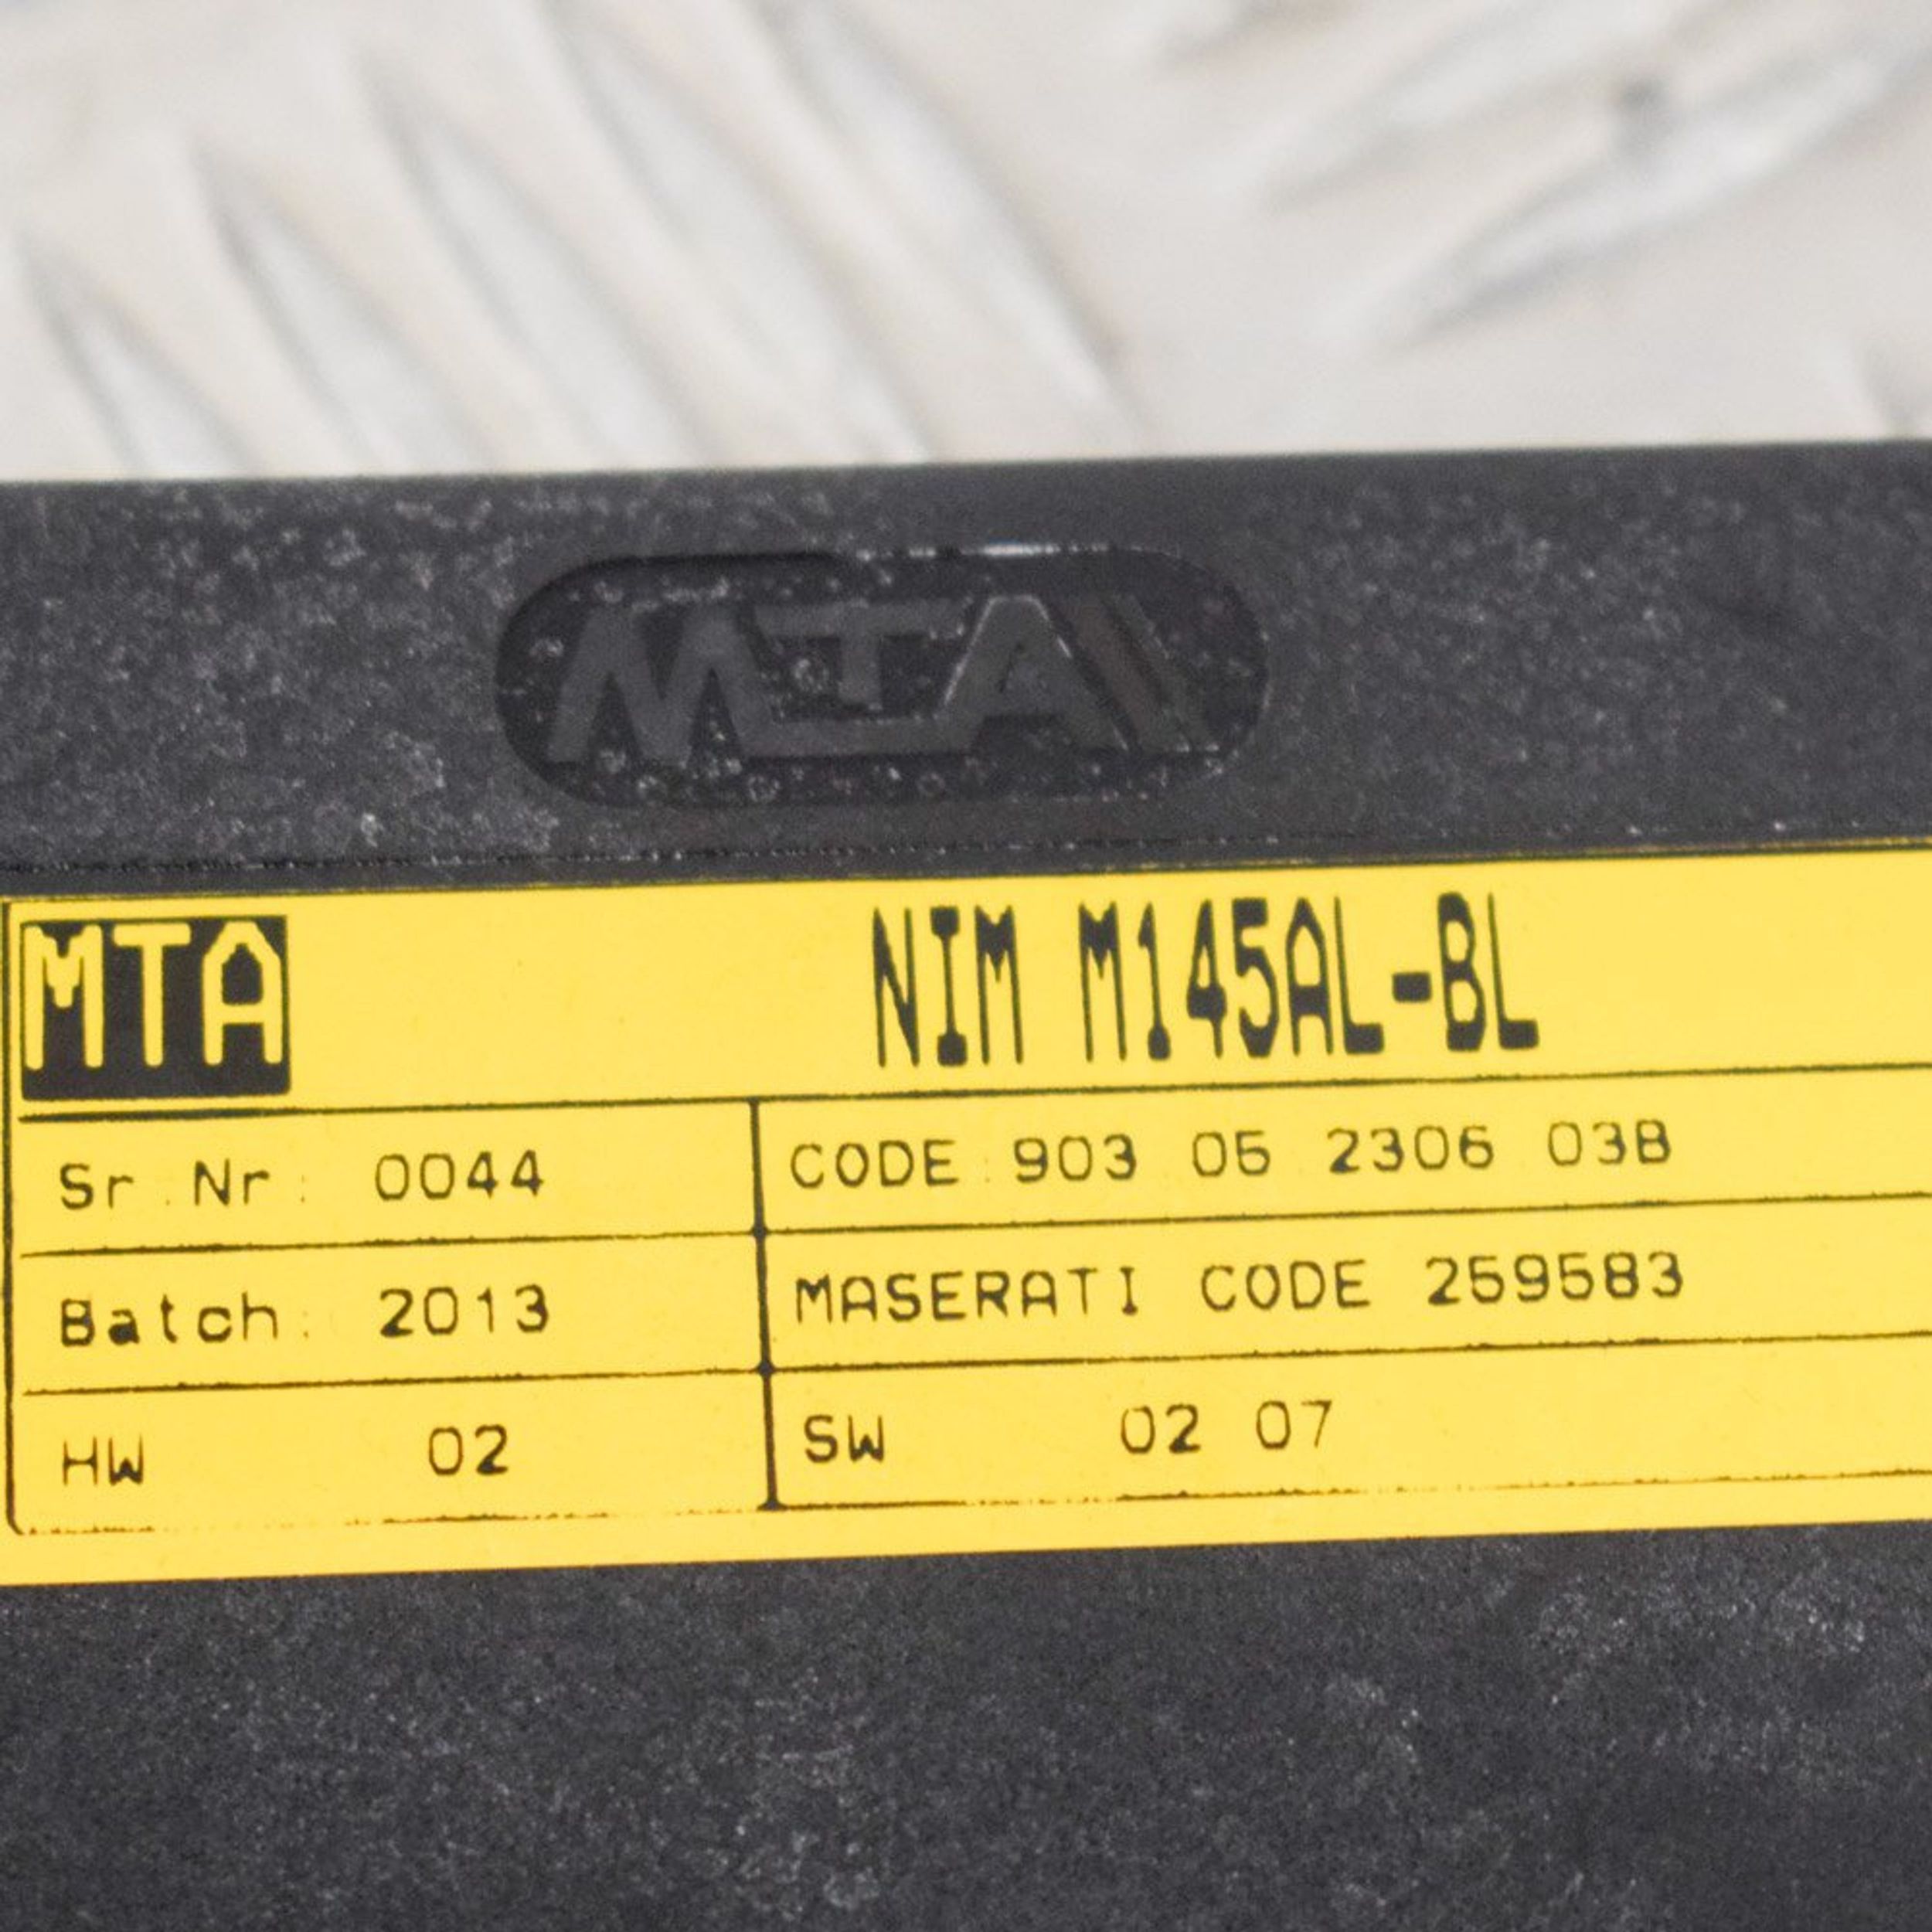 MTA
MTA NIM M145AL-BL
Sr.Nr: 0044 CODE:903 05 2306 03B
Batch: 2013 MASERATI CODE 259583
HW 02 SW 02 07